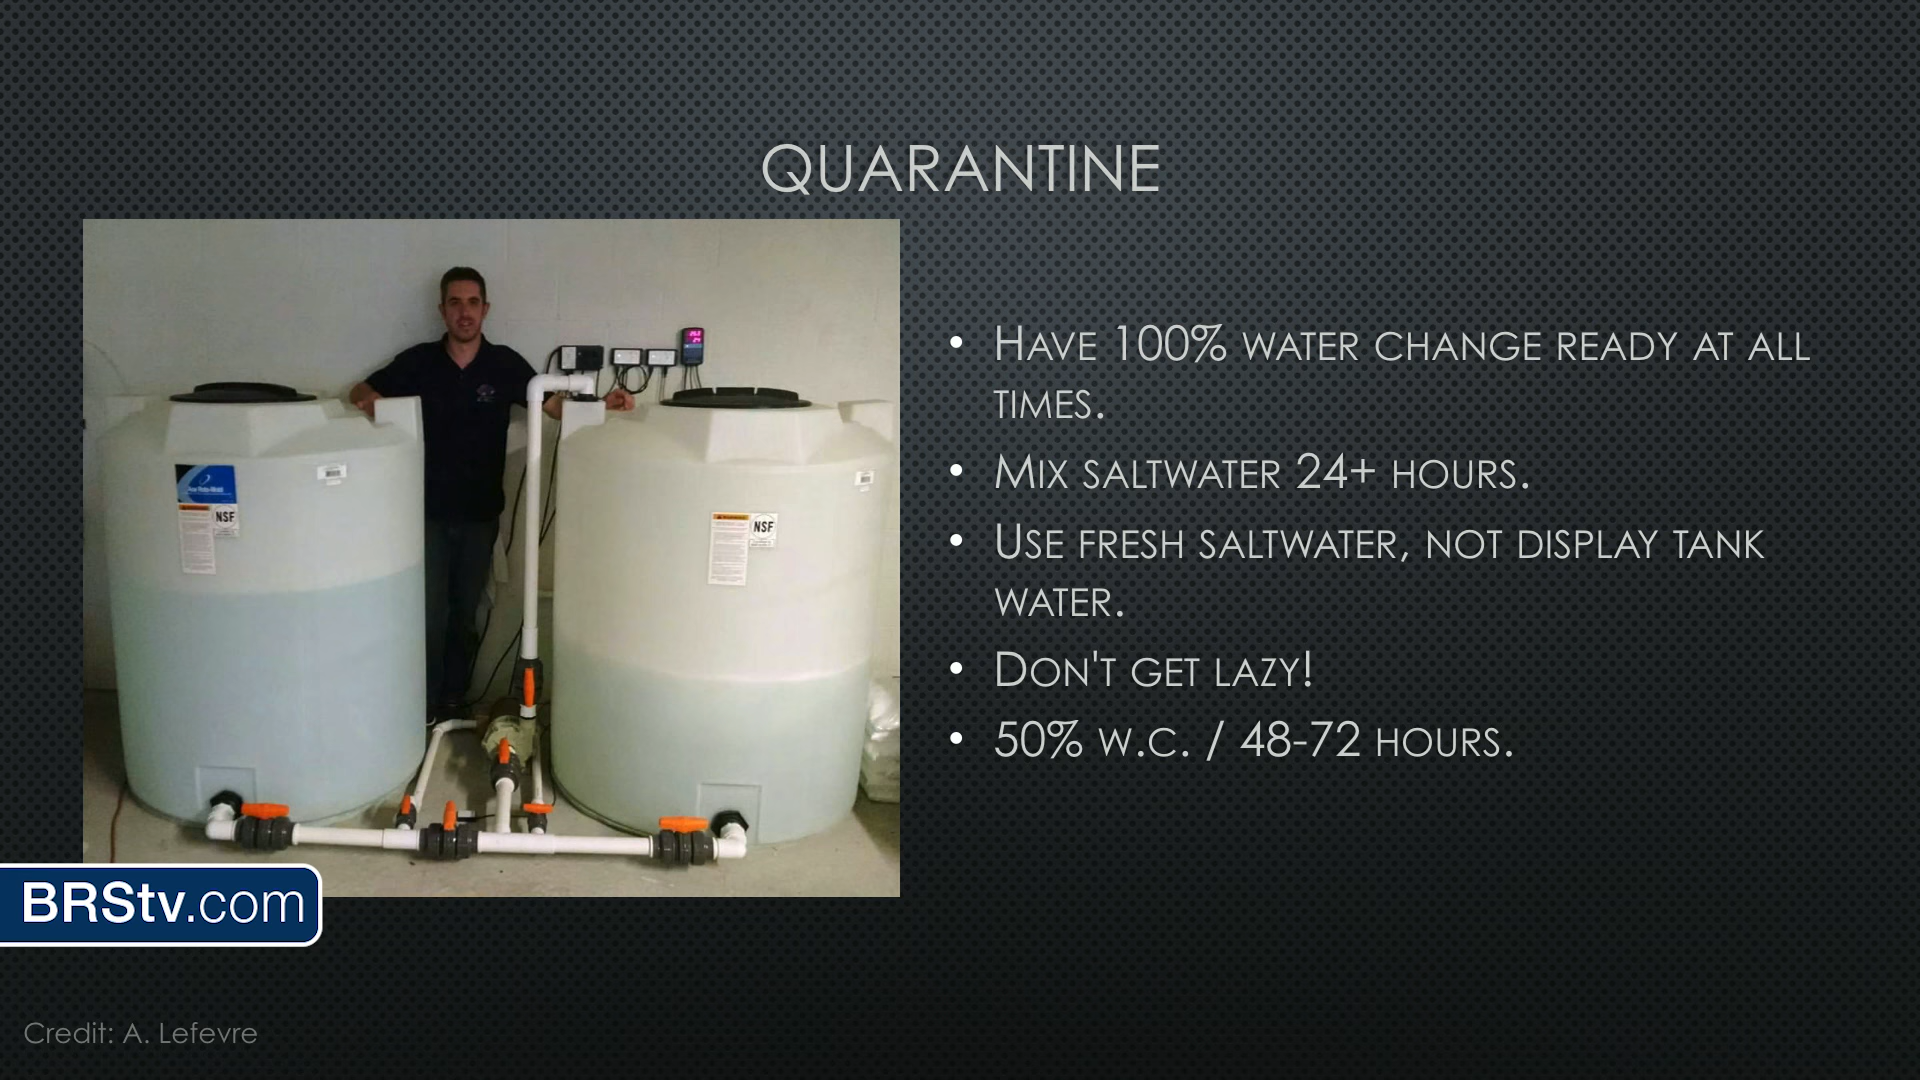 QUARANTINE
• HAVE 100% WATER CHANGE READY AT ALL
TIMES.
• MIX SALTWATER 24+ HOURS.
• USE FRESH SALTWATER, NOT DISPLAY TANK
WATER.
• DON'T GET LAZY!
• 50% W.C. / 48-72 HOURS.
NSF
NSF
BRStv.com
Credit: A. Lefevre